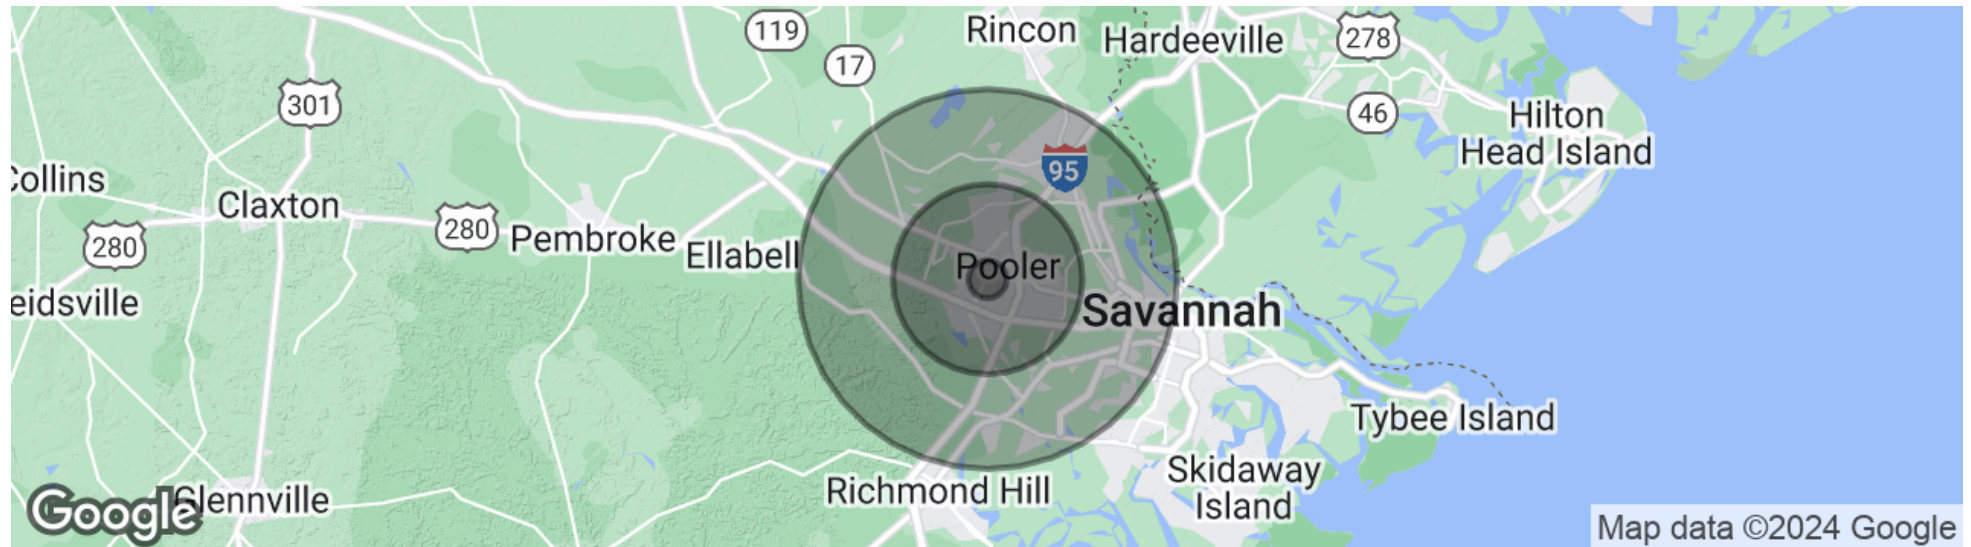 119
Rincon
Hardeeville
278
17
301
46
Hilton
Head Island
95
Collins
Claxton
280
280
Pembroke
Ellabell
Pooler
eidsville
Savannah
Tybee Island
Skidaway
Island
Richmond Hill
Glennville
Google
Map data ©2024 Google